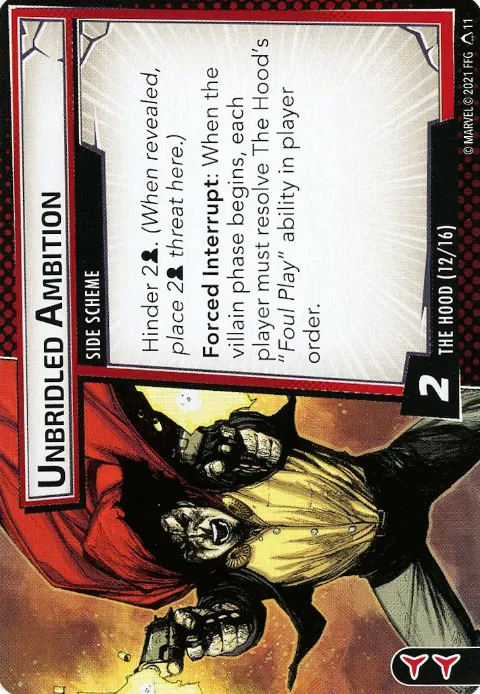 UNBRIDLED AMBITION
SIDE SCHEME
Hinder 2. (When revealed,
place 2 threat here.)
Forced Interrupt: When the
villain phase begins, each
player must resolve The Hood's
"Foul Play" ability in player
order.
2
THE HOOD (12/16)
© MARVEL © 2021 FFG 11